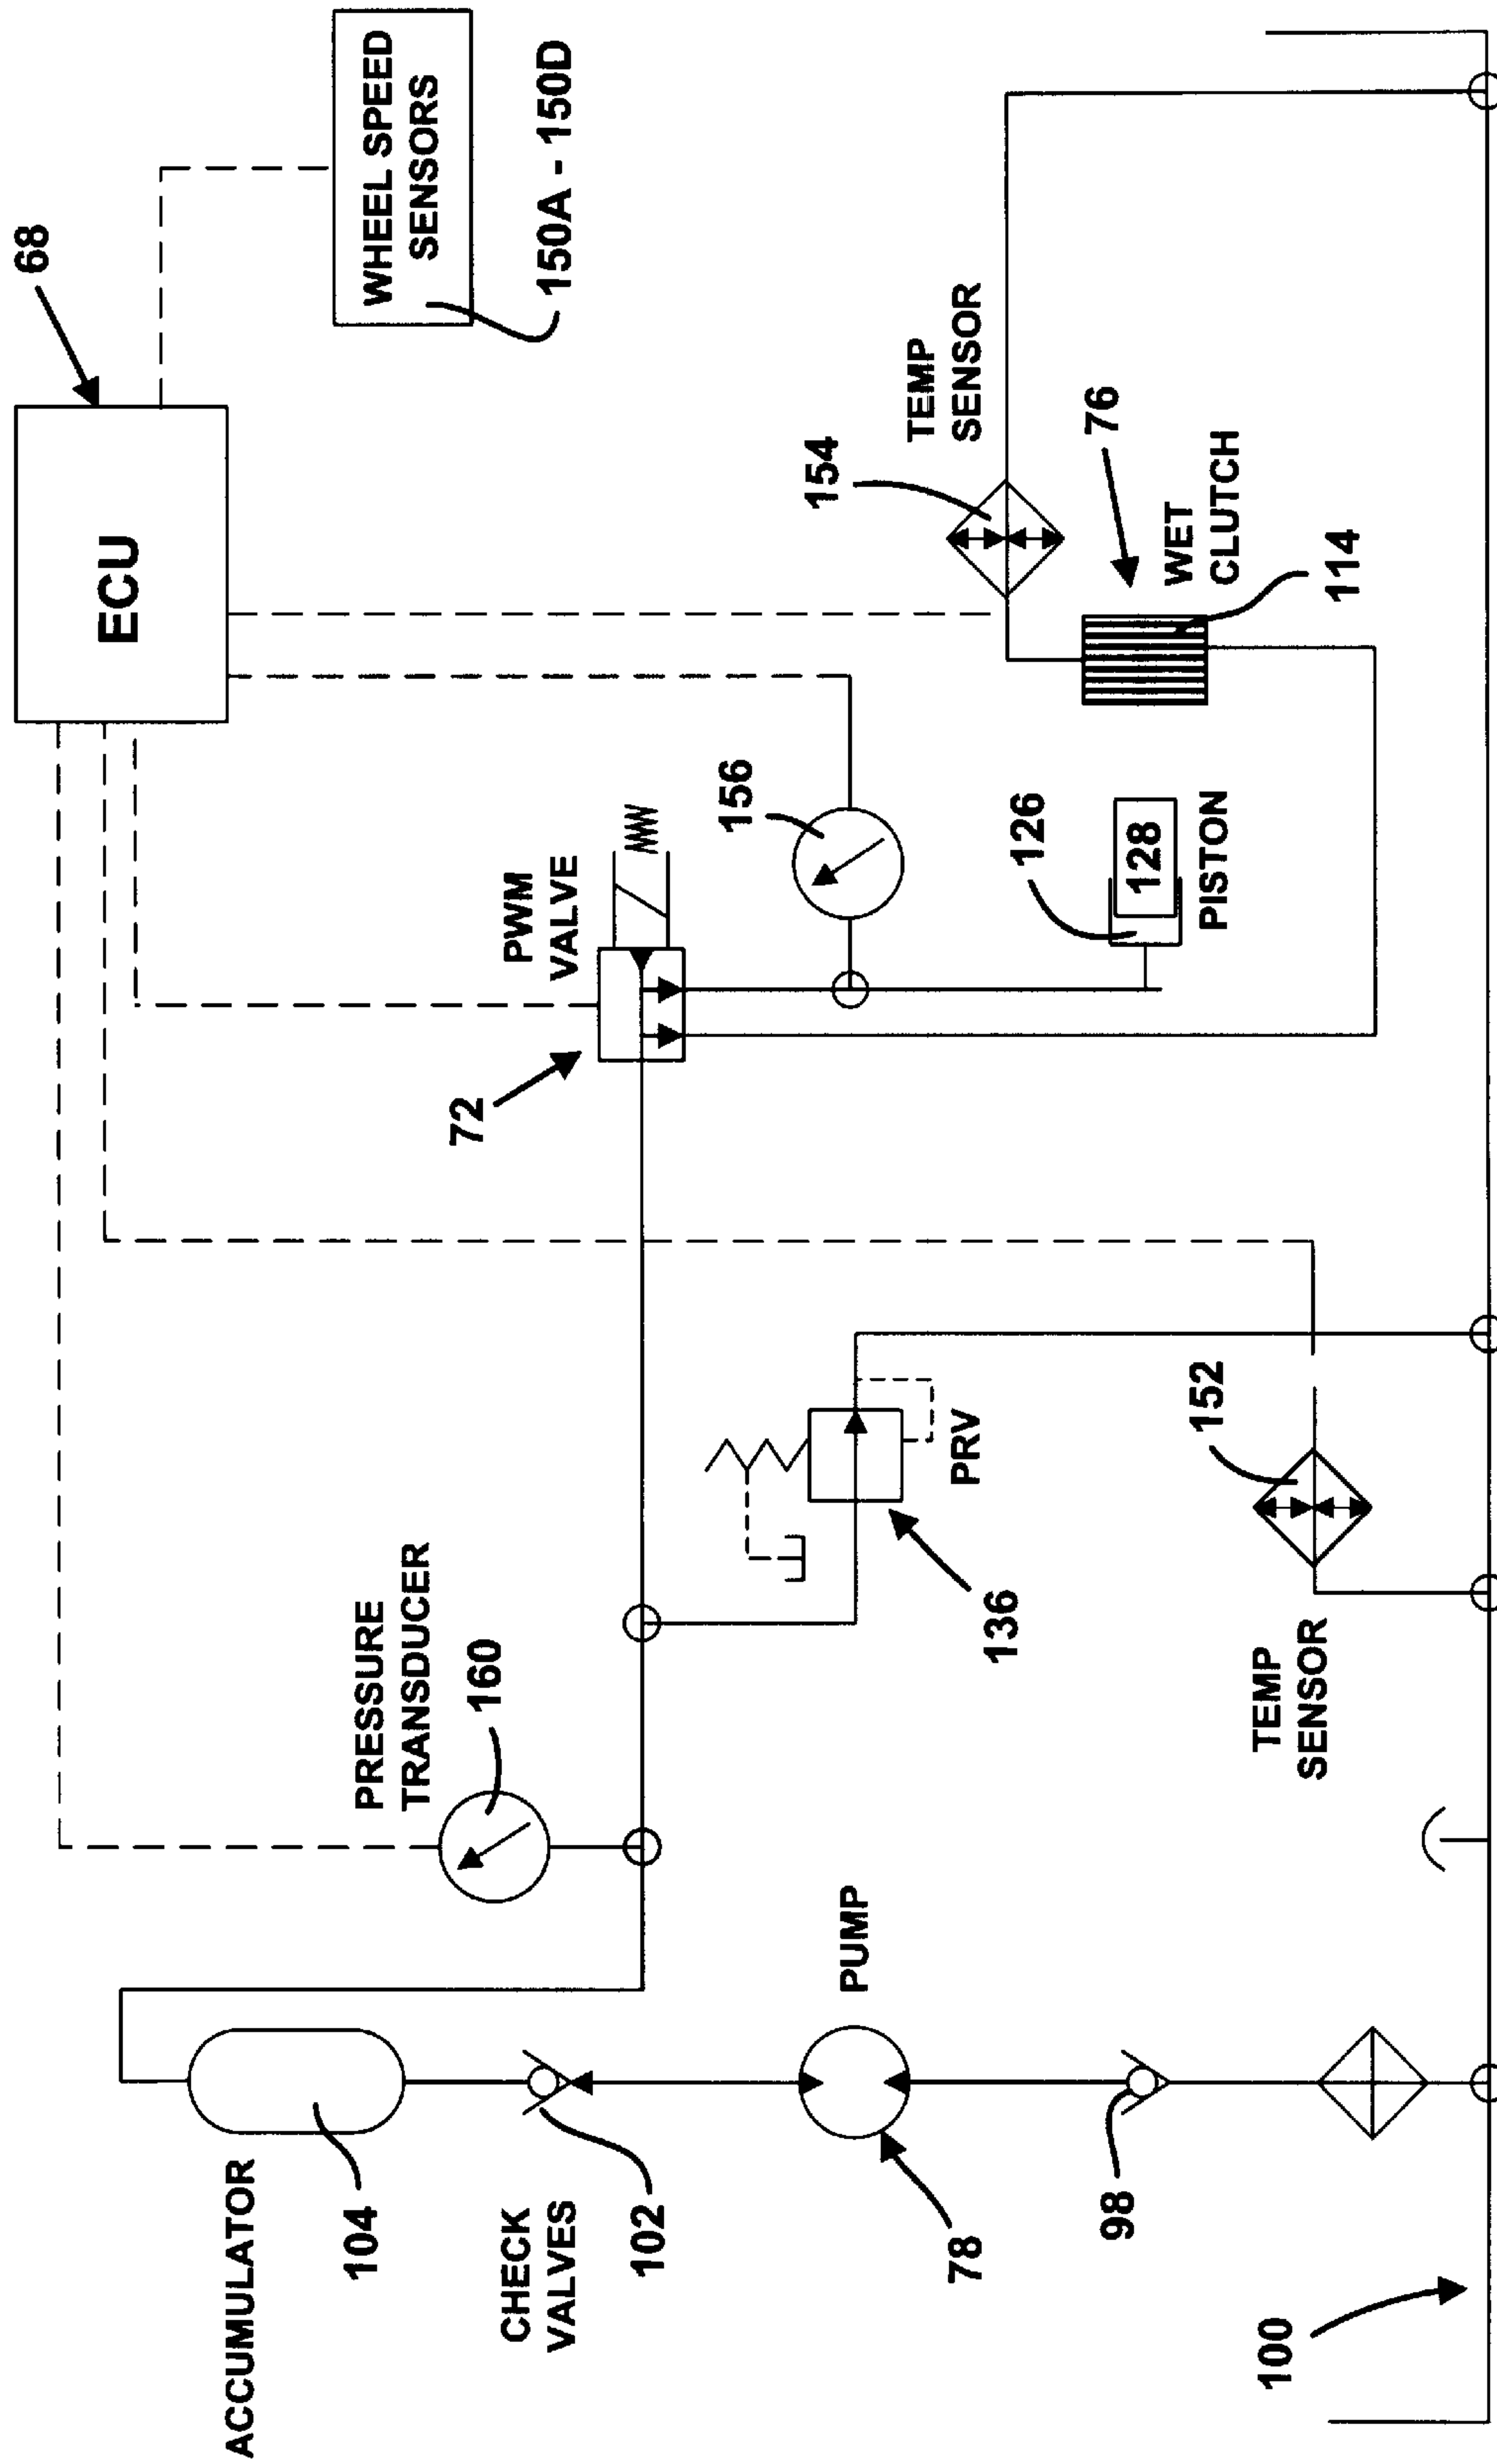 68
ECU
WHEEL SPEED
SENSORS
150A - 150D
ACCUMULATOR
104
PRESSURE
TRANSDUCER
160
CHECK
VALVES
102
72
PWM
VALVE
156
154
TEMP
SENSOR
PUMP
78
136
PRV
126
128
PISTON
76
WET
CLUTCH
114
98
152
TEMP
SENSOR
100